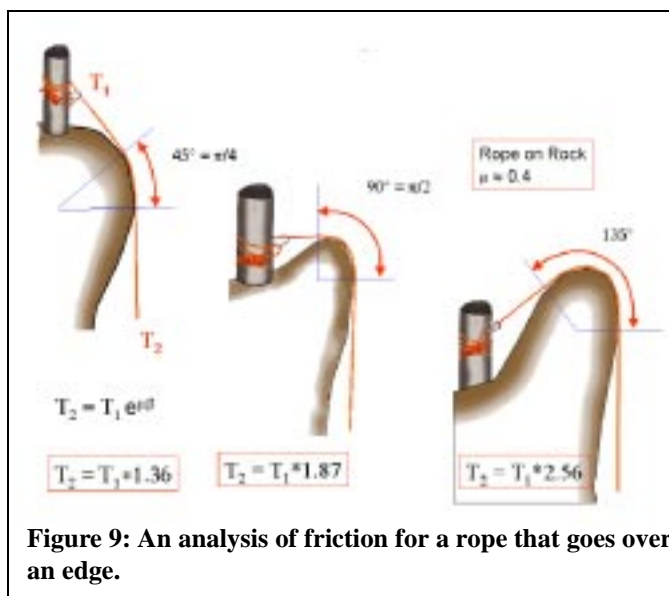 T₁
45° = π/4
T₂
T₂ = T₁ e^μβ
T₂ = T₁*1.36
90° = π/2
T₂ = T₁*1.87
Rope on Rock
μ ≈ 0.4
135°
T₂ = T₁*2.56
Figure 9: An analysis of friction for a rope that goes over
an edge.